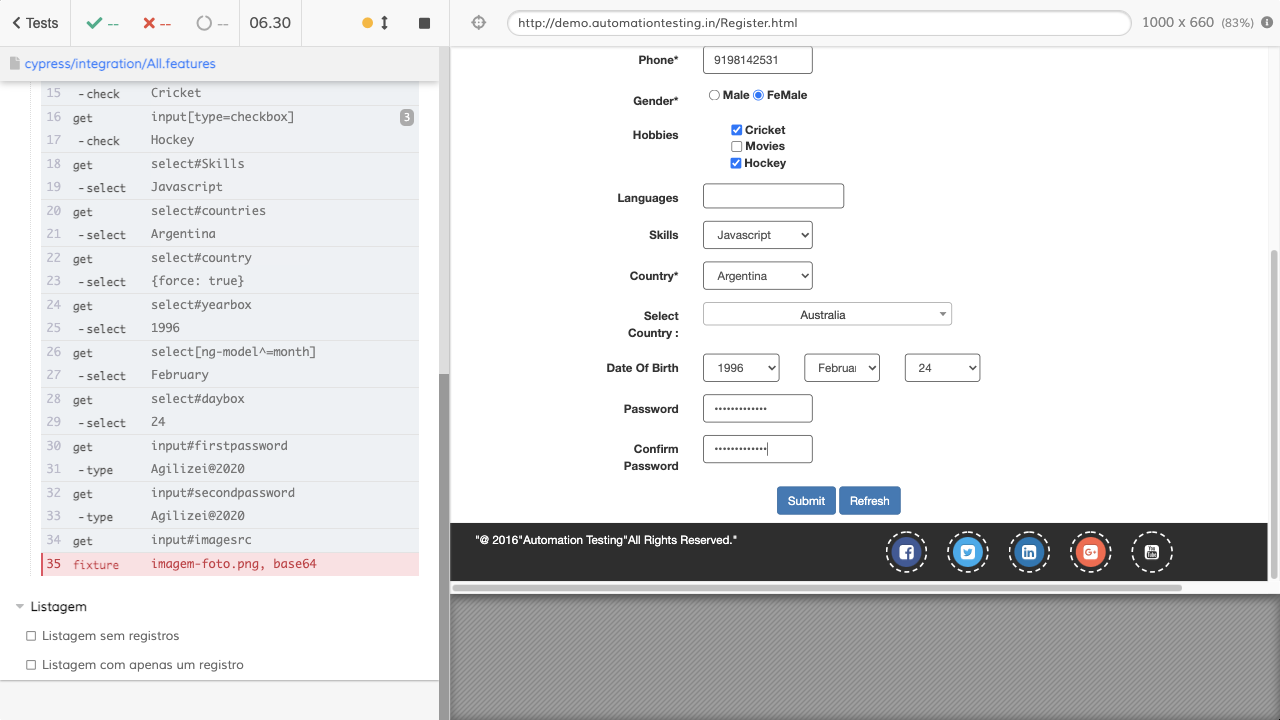 Tests
--
--
--
06.30
http://demo.automationtesting.in/Register.html
1000 x 660 (83%)
cypress/integration/All.features
15 -check Cricket
16 get input[type=checkbox] 3
17 -check Hockey
18 get select#Skills
19 -select Javascript
20 get select#countries
21 -select Argentina
22 get select#country
23 -select {force: true}
24 get select#yearbox
25 -select 1996
26 get select[ng-model^=month]
27 -select February
28 get select#daybox
29 -select 24
30 get input#firstpassword
31 -type Agilizei@2020
32 get input#secondpassword
33 -type Agilizei@2020
34 get input#imagesrc
35 fixture imagem-foto.png, base64
Listagem
Listagem sem registros
Listagem com apenas um registro
Phone* 9198142531
Gender* Male FeMale
Hobbies Cricket
Movies
Hockey
Languages
Skills Javascript
Country* Argentina
Select Australia
Country :
Date Of Birth 1996 Februar 24
Password •••••••••••••
Confirm •••••••••••••
Password
Submit Refresh
"@ 2016"Automation Testing"All Rights Reserved."
You
Tube